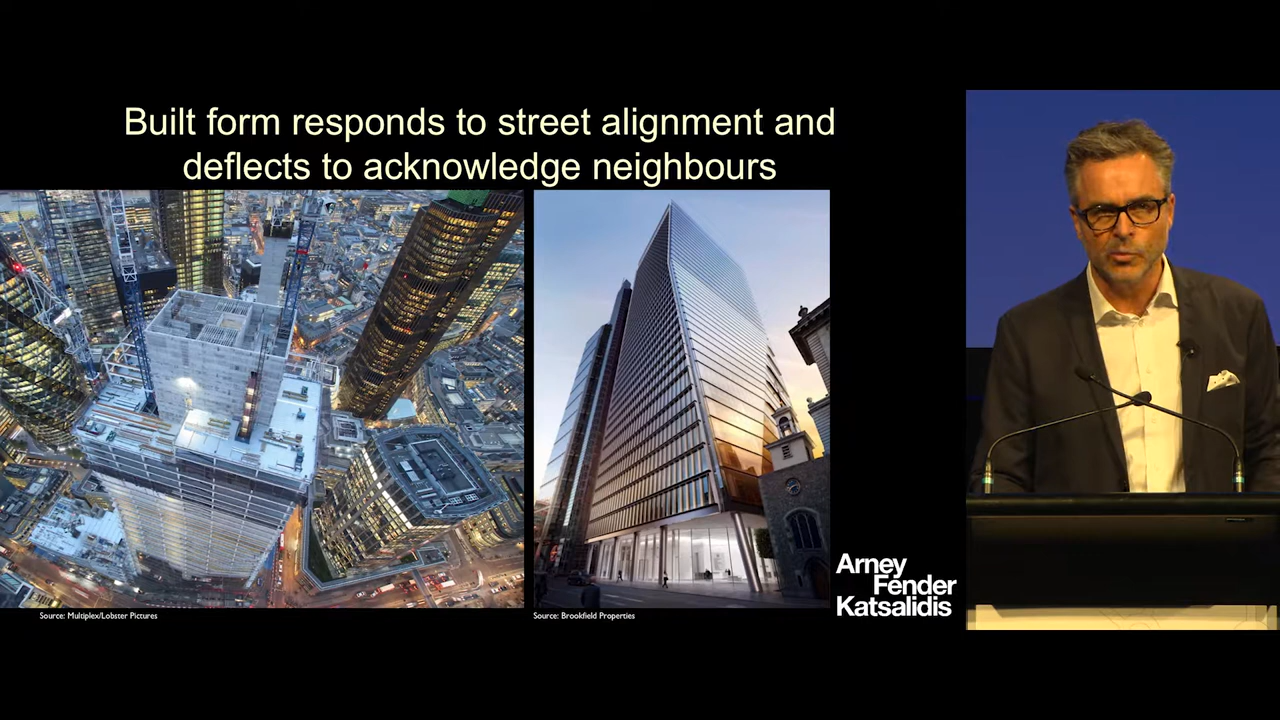 Built form responds to street alignment and
deflects to acknowledge neighbours
Source: Multiplex/Lobster Pictures
Source: Brookfield Properties
Arney
Fender
Katsalidis